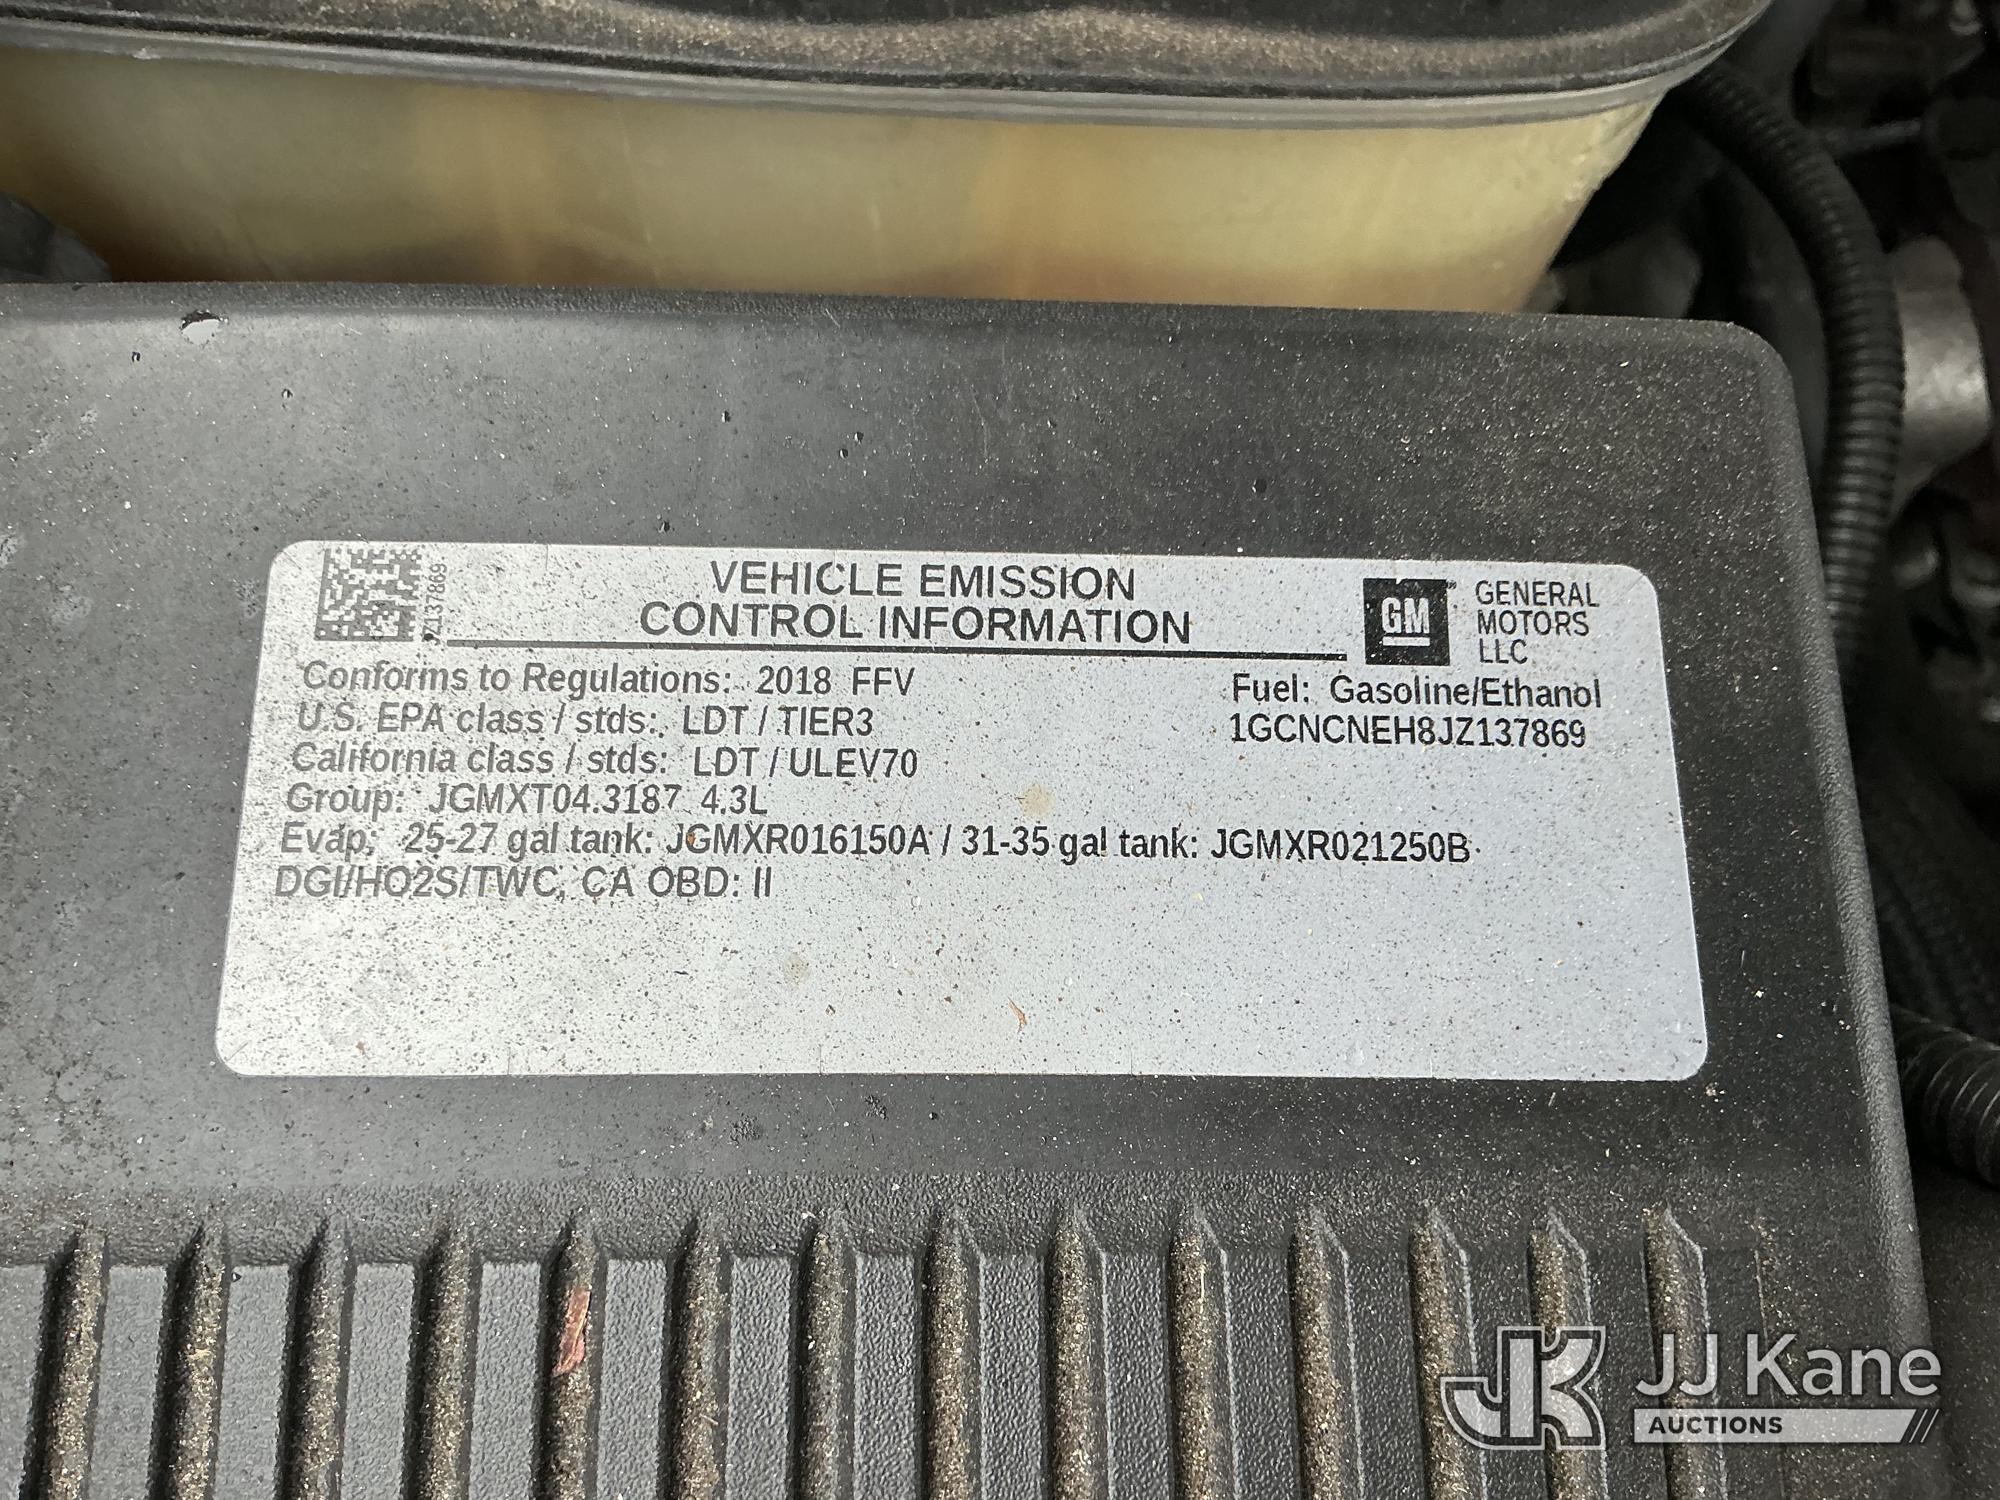 JZ137869
VEHICLE EMISSION
CONTROL INFORMATION
GM
GENERAL
MOTORS
LLC
Conforms to Regulations: 2018 FFV
U.S. EPA class / stds: LDT / TIER3
California class / stds: LDT / ULEV70
Group: JGMXT04.3187 4.3L
Evap: 25-27 gal tank: JGMXR016150A / 31-35 gal tank: JGMXR021250B
DGI/HO2S/TWC, CA OBD: II
Fuel: Gasoline/Ethanol
1GCNCNEH8JZ137869
JK
JJ Kane
AUCTIONS